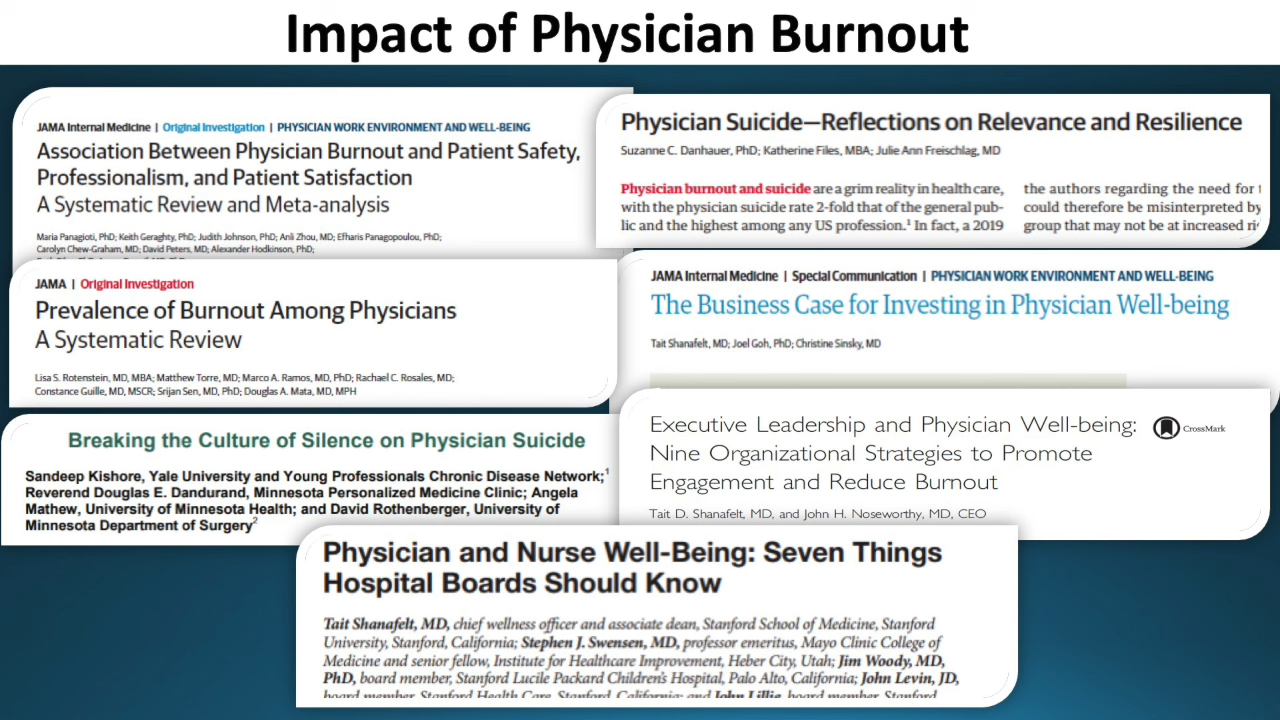 Impact of Physician Burnout
JAMA Internal Medicine | Original Investigation | PHYSICIAN WORK ENVIRONMENT AND WELL-BEING
Association Between Physician Burnout and Patient Safety,
Professionalism, and Patient Satisfaction
A Systematic Review and Meta-analysis
Maria Panagioti, PhD; Keith Geraghty, PhD; Judith Johnson, PhD; Anli Zhou, MD; Efharis Panagopoulou, PhD;
Carolyn Chew-Graham, MD; David Peters, MD; Alexander Hodkinson, PhD;
Physician Suicide—Reflections on Relevance and Resilience
Suzanne C. Danhauer, PhD; Katherine Files, MBA; Julie Ann Freischlag, MD
Physician burnout and suicide are a grim reality in health care,
with the physician suicide rate 2-fold that of the general pub-
lic and the highest among any US profession.1 In fact, a 2019
the authors regarding the need for
could therefore be misinterpreted by
group that may not be at increased
JAMA | Original Investigation
Prevalence of Burnout Among Physicians
A Systematic Review
Lisa S. Rotenstein, MD, MBA; Matthew Torre, MD; Marco A. Ramos, MD, PhD; Rachael C. Rosales, MD;
Constance Guille, MD, MSCR; Srijan Sen, MD, PhD; Douglas A. Mata, MD, MPH
JAMA Internal Medicine | Special Communication | PHYSICIAN WORK ENVIRONMENT AND WELL-BEING
The Business Case for Investing in Physician Well-being
Tait Shanafelt, MD; Joel Goh, PhD; Christine Sinsky, MD
Breaking the Culture of Silence on Physician Suicide
Sandeep Kishore, Yale University and Young Professionals Chronic Disease Network;1
Reverend Douglas E. Dandurand, Minnesota Personalized Medicine Clinic; Angela
Mathew, University of Minnesota Health; and David Rothenberger, University of
Minnesota Department of Surgery2
Executive Leadership and Physician Well-being:
Nine Organizational Strategies to Promote
Engagement and Reduce Burnout
CrossMark
Tait D. Shanafelt, MD, and John H. Noseworthy, MD, CEO
Physician and Nurse Well-Being: Seven Things
Hospital Boards Should Know
Tait Shanafelt, MD, chief wellness officer and associate dean, Stanford School of Medicine, Stanford
University, Stanford, California; Stephen J. Swensen, MD, professor emeritus, Mayo Clinic College of
Medicine and senior fellow, Institute for Healthcare Improvement, Heber City, Utah; Jim Woody, MD,
PhD, board member, Stanford Lucile Packard Children's Hospital, Palo Alto, California; John Levin, JD,
board member, Stanford Health Care, Stanford, California; and John Lillie, board member, Stanford